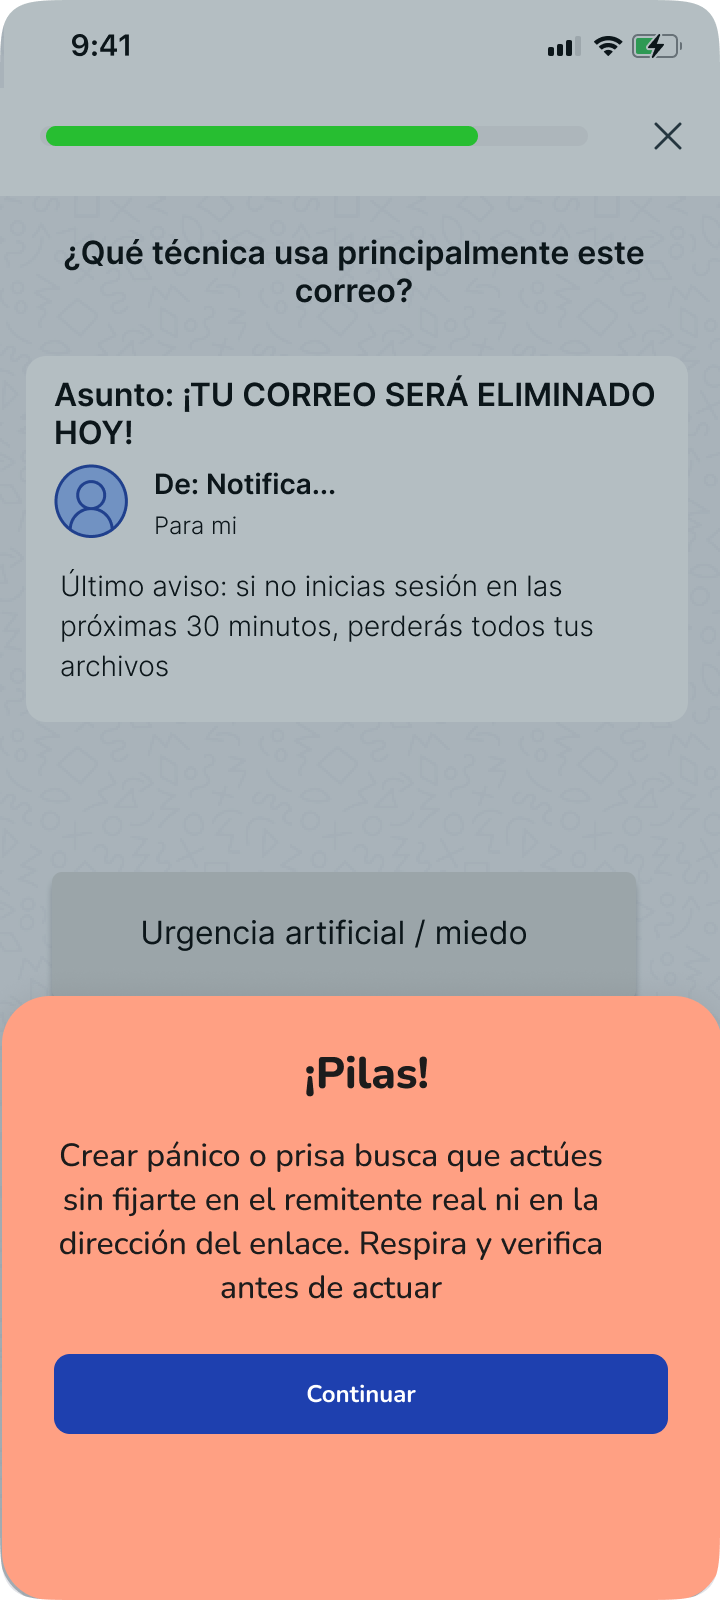 9:41
¿Qué técnica usa principalmente este
correo?
Asunto: ¡TU CORREO SERÁ ELIMINADO
HOY!
De: Notifica...
Para mi
Último aviso: si no inicias sesión en las
próximas 30 minutos, perderás todos tus
archivos
Urgencia artificial / miedo
¡Pilas!
Crear pánico o prisa busca que actúes
sin fijarte en el remitente real ni en la
dirección del enlace. Respira y verifica
antes de actuar
Continuar